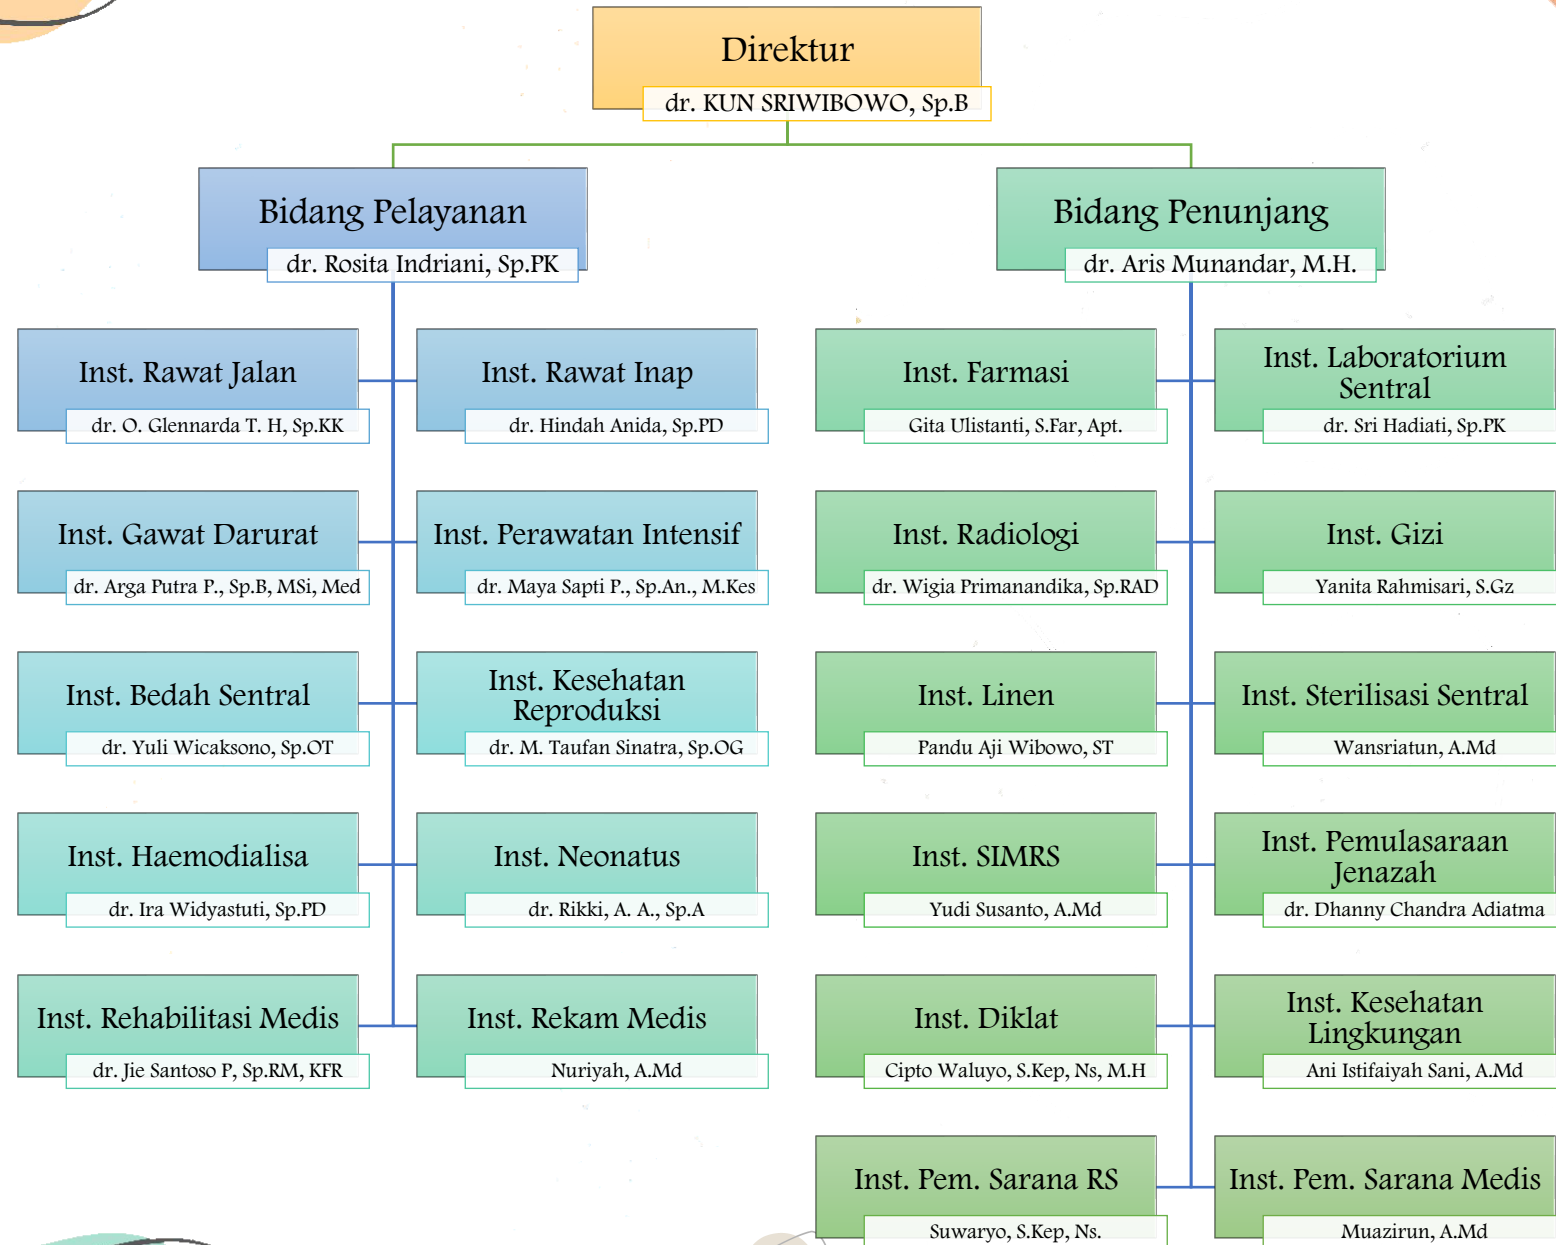 Direktur
dr. KUN SRIWIBOWO, Sp.B
Bidang Pelayanan
dr. Rosita Indriani, Sp.PK
Bidang Penunjang
dr. Aris Munandar, M.H.
Inst. Rawat Jalan
dr. O. Glennarda T. H, Sp.KK
Inst. Rawat Inap
dr. Hindah Anida, Sp.PD
Inst. Farmasi
Gita Ulistanti, S.Far, Apt.
Inst. Laboratorium
Sentral
dr. Sri Hadiati, Sp.PK
Inst. Gawat Darurat
dr. Arga Putra P., Sp.B, MSi, Med
Inst. Perawatan Intensif
dr. Maya Sapti P., Sp.An., M.Kes
Inst. Radiologi
dr. Wigia Primanandika, Sp.RAD
Inst. Gizi
Yanita Rahmisari, S.Gz
Inst. Bedah Sentral
dr. Yuli Wicaksono, Sp.OT
Inst. Kesehatan
Reproduksi
dr. M. Taufan Sinatra, Sp.OG
Inst. Linen
Pandu Aji Wibowo, ST
Inst. Sterilisasi Sentral
Wansriatun, A.Md
Inst. Haemodialisa
dr. Ira Widyastuti, Sp.PD
Inst. Neonatus
dr. Rikki, A. A., Sp.A
Inst. SIMRS
Yudi Susanto, A.Md
Inst. Pemulasaraan
Jenazah
dr. Dhanny Chandra Adiatma
Inst. Rehabilitasi Medis
dr. Jie Santoso P, Sp.RM, KFR
Inst. Rekam Medis
Nuriyah, A.Md
Inst. Diklat
Cipto Waluyo, S.Kep, Ns, M.H
Inst. Kesehatan
Lingkungan
Ani Istifaiyah Sani, A.Md
Inst. Pem. Sarana RS
Suwaryo, S.Kep, Ns.
Inst. Pem. Sarana Medis
Muazirun, A.Md